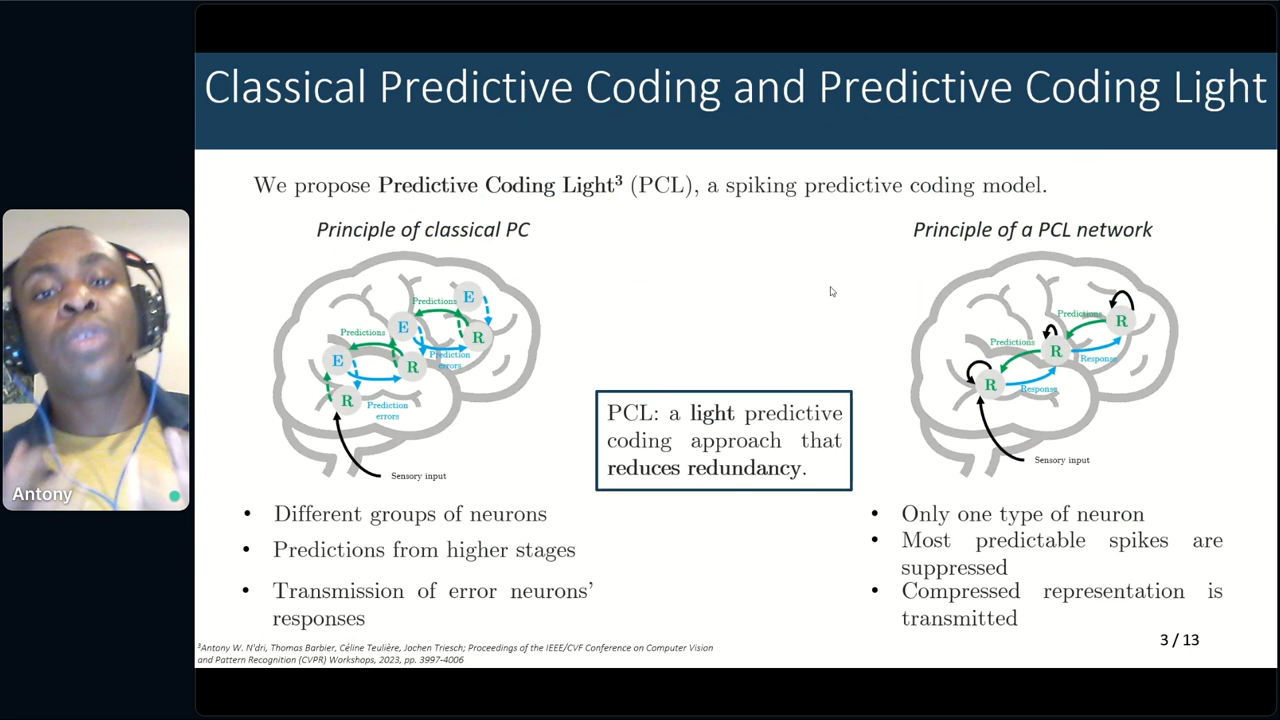 Classical Predictive Coding and Predictive Coding Light
We propose Predictive Coding Light³ (PCL), a spiking predictive coding model.
Principle of classical PC
E
Predictions
R
E
Predictions
Prediction
errors
R
E
Prediction
errors
R
Sensory input
Principle of a PCL network
Predictions
R
Predictions
R
Response
R
Response
Sensory input
PCL: a light predictive
coding approach that
reduces redundancy.
• Different groups of neurons
• Predictions from higher stages
• Transmission of error neurons’
responses
• Only one type of neuron
• Most predictable spikes are
suppressed
• Compressed representation is
transmitted
³Antony W. N'dri, Thomas Barbier, Céline Teulière, Jochen Triesch; Proceedings of the IEEE/CVF Conference on Computer Vision
and Pattern Recognition (CVPR) Workshops, 2023, pp. 3997-4006
3 / 13
Antony